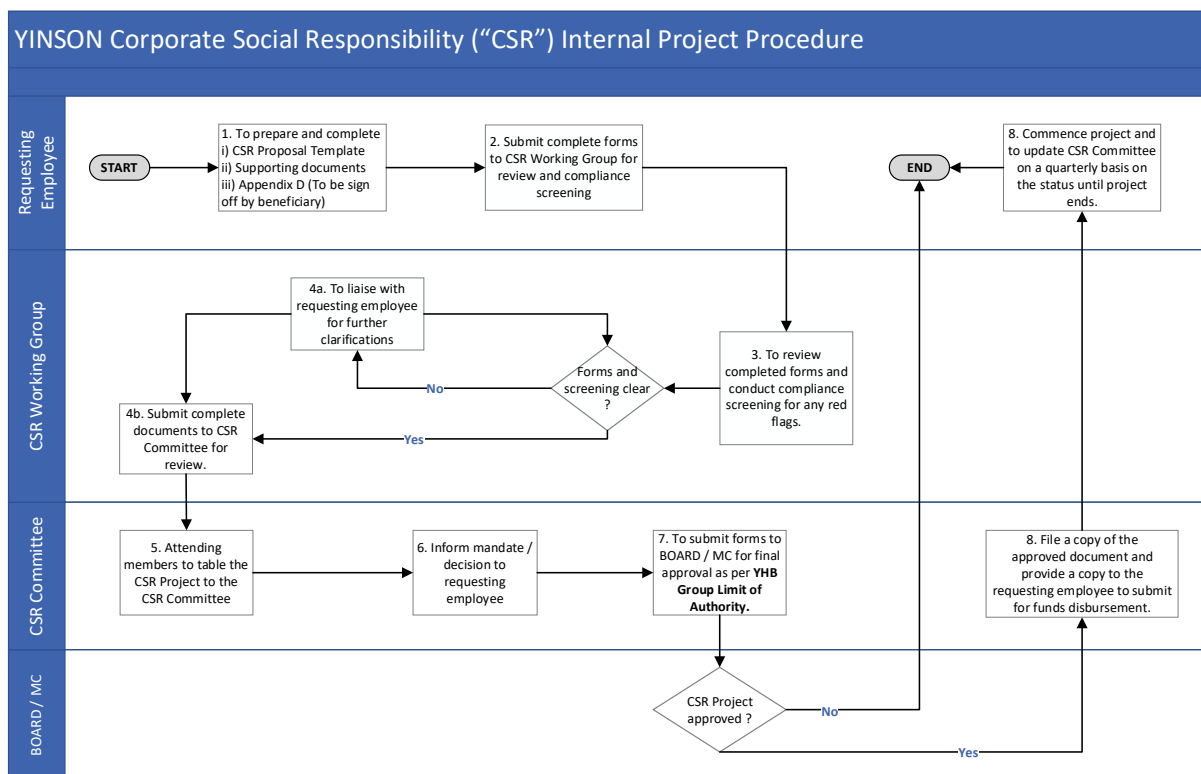 YINSON Corporate Social Responsibility (“CSR”) Internal Project Procedure
Requesting
Employee
START
1. To prepare and complete
i) CSR Proposal Template
ii) Supporting documents
iii) Appendix D (To be sign
off by beneficiary)
2. Submit complete forms
to CSR Working Group for
review and compliance
screening
END
8. Commence project and
to update CSR Committee
on a quarterly basis on
the status until project
ends.
CSR Working Group
4a. To liaise with
requesting employee
for further
clarifications
Forms and
screening clear
?
No
Yes
3. To review
completed forms and
conduct compliance
screening for any red
flags.
4b. Submit complete
documents to CSR
Committee for
review.
CSR Committee
5. Attending
members to table the
CSR Project to the
CSR Committee
6. Inform mandate /
decision to
requesting
employee
7. To submit forms to
BOARD / MC for final
approval as per YHB
Group Limit of
Authority.
8. File a copy of the
approved document and
provide a copy to the
requesting employee to submit
for funds disbursement.
BOARD / MC
CSR Project
approved ?
No
Yes